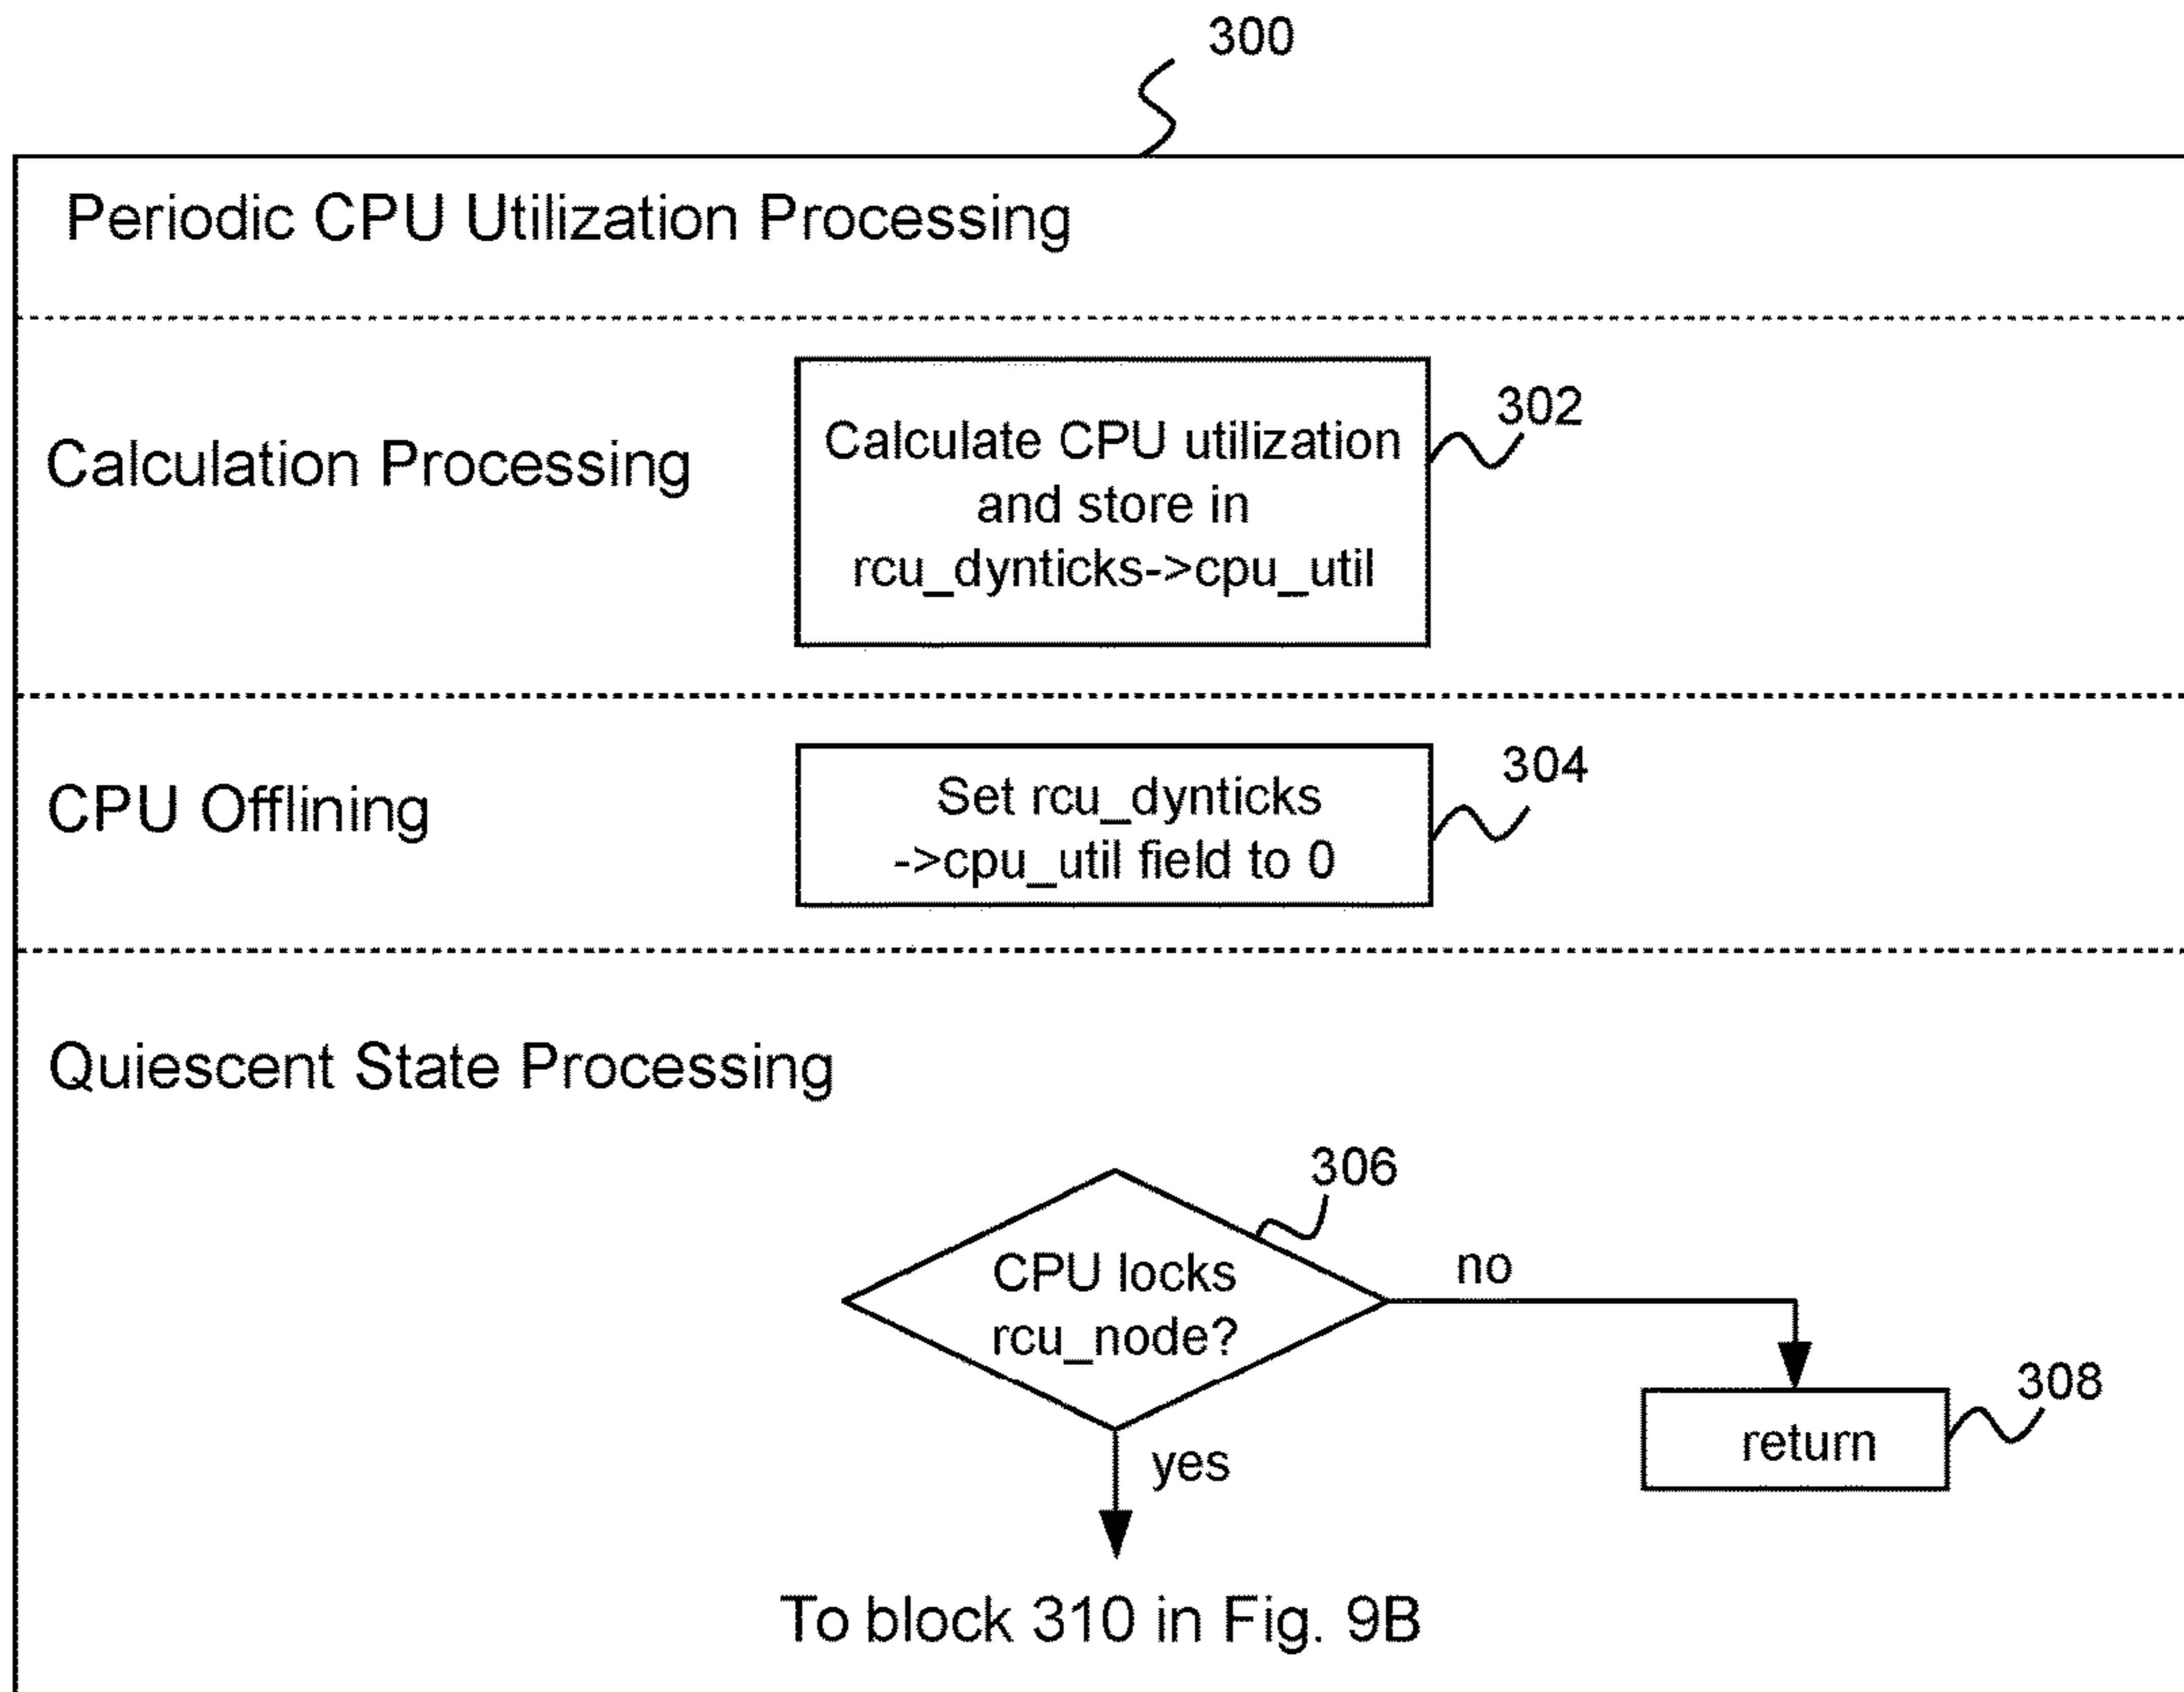 300
Periodic CPU Utilization Processing
Calculation Processing
Calculate CPU utilization
and store in
rcu_dynticks->cpu_util
302
CPU Offlining
Set rcu_dynticks
->cpu_util field to 0
304
Quiescent State Processing
306
CPU locks
rcu_node?
no
308
return
yes
To block 310 in Fig. 9B